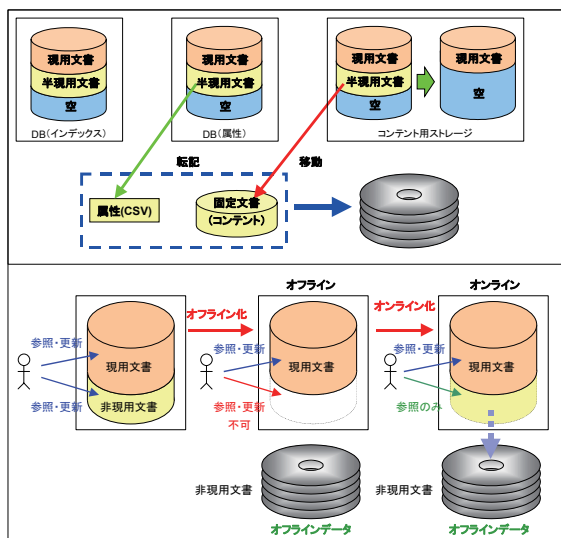 現用文書
半現用文書
空
DB(インデックス)
現用文書
半現用文書
空
DB(属性)
現用文書
半現用文書
空
現用文書
空
コンテント用ストレージ
転記
移動
属性(CSV)
固定文書
(コンテント)
オフライン
オンライン
オフライン化
オンライン化
参照・更新
現用文書
参照・更新
非現用文書
参照・更新
現用文書
参照・更新
不可
参照・更新
現用文書
参照のみ
非現用文書
オフラインデータ
非現用文書
オフラインデータ